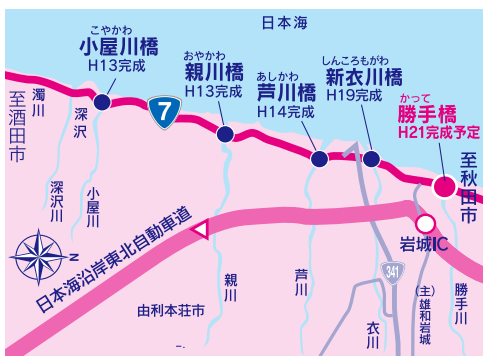 日本海
こやかわ
小屋川橋
H13完成
おやかわ
親川橋
H13完成
あしかわ
芦川橋
H14完成
しんころもがわ
新衣川橋
H19完成
かって
勝手橋
H21完成予定
至酒田市
濁川
深沢
深沢川
小屋川
7
至秋田市
N
日本海沿岸東北自動車道
岩城IC
341
親川
由利本荘市
芦川
衣川
(主)雄和岩城
勝手川